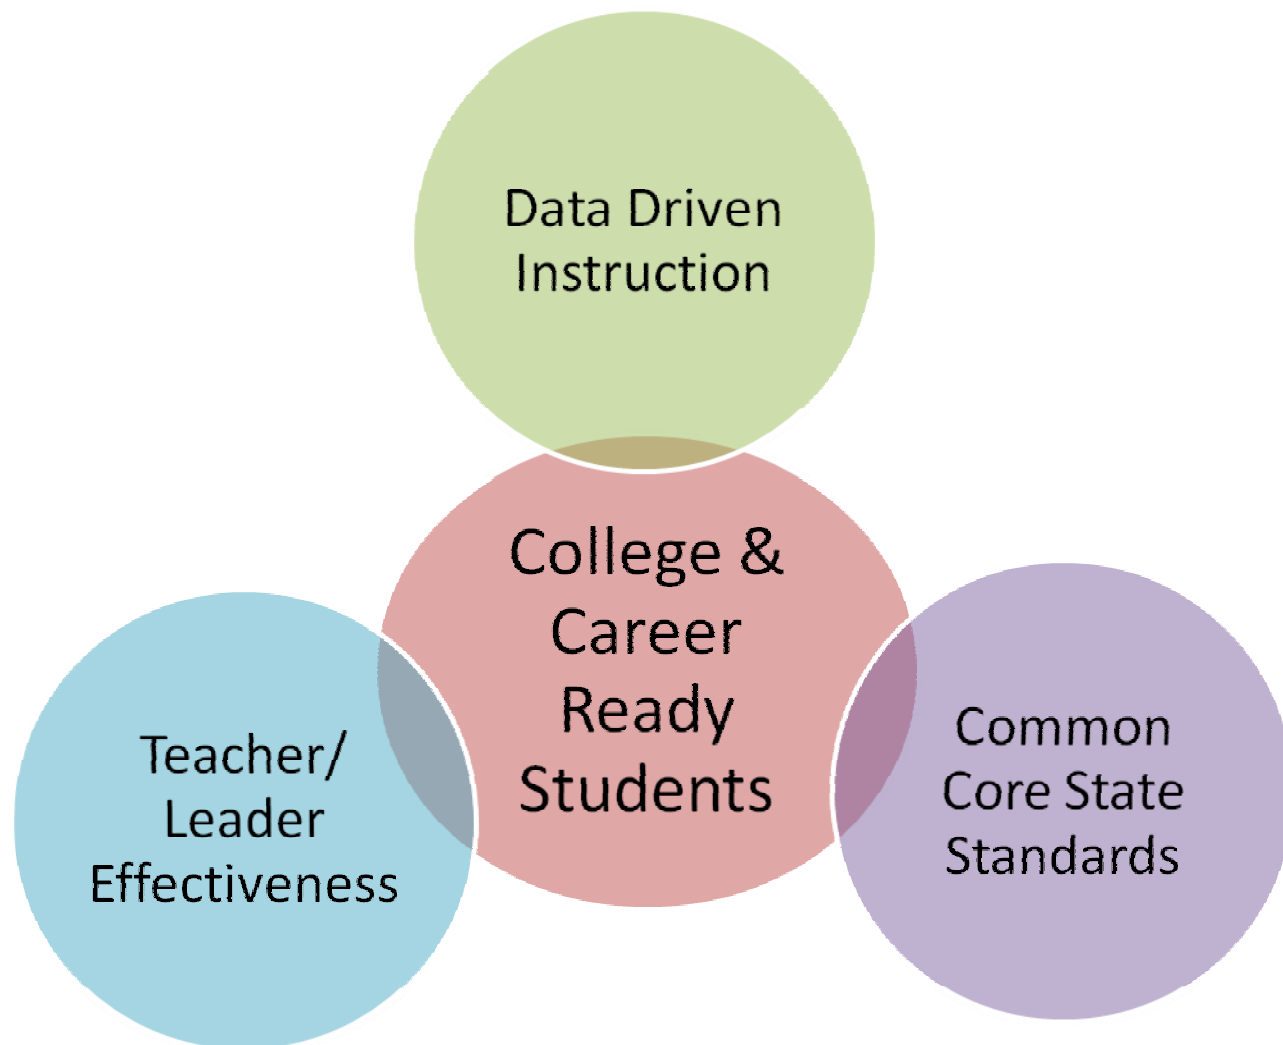 Data Driven
Instruction
College &
Career
Ready
Students
Teacher/
Leader
Effectiveness
Common
Core State
Standards